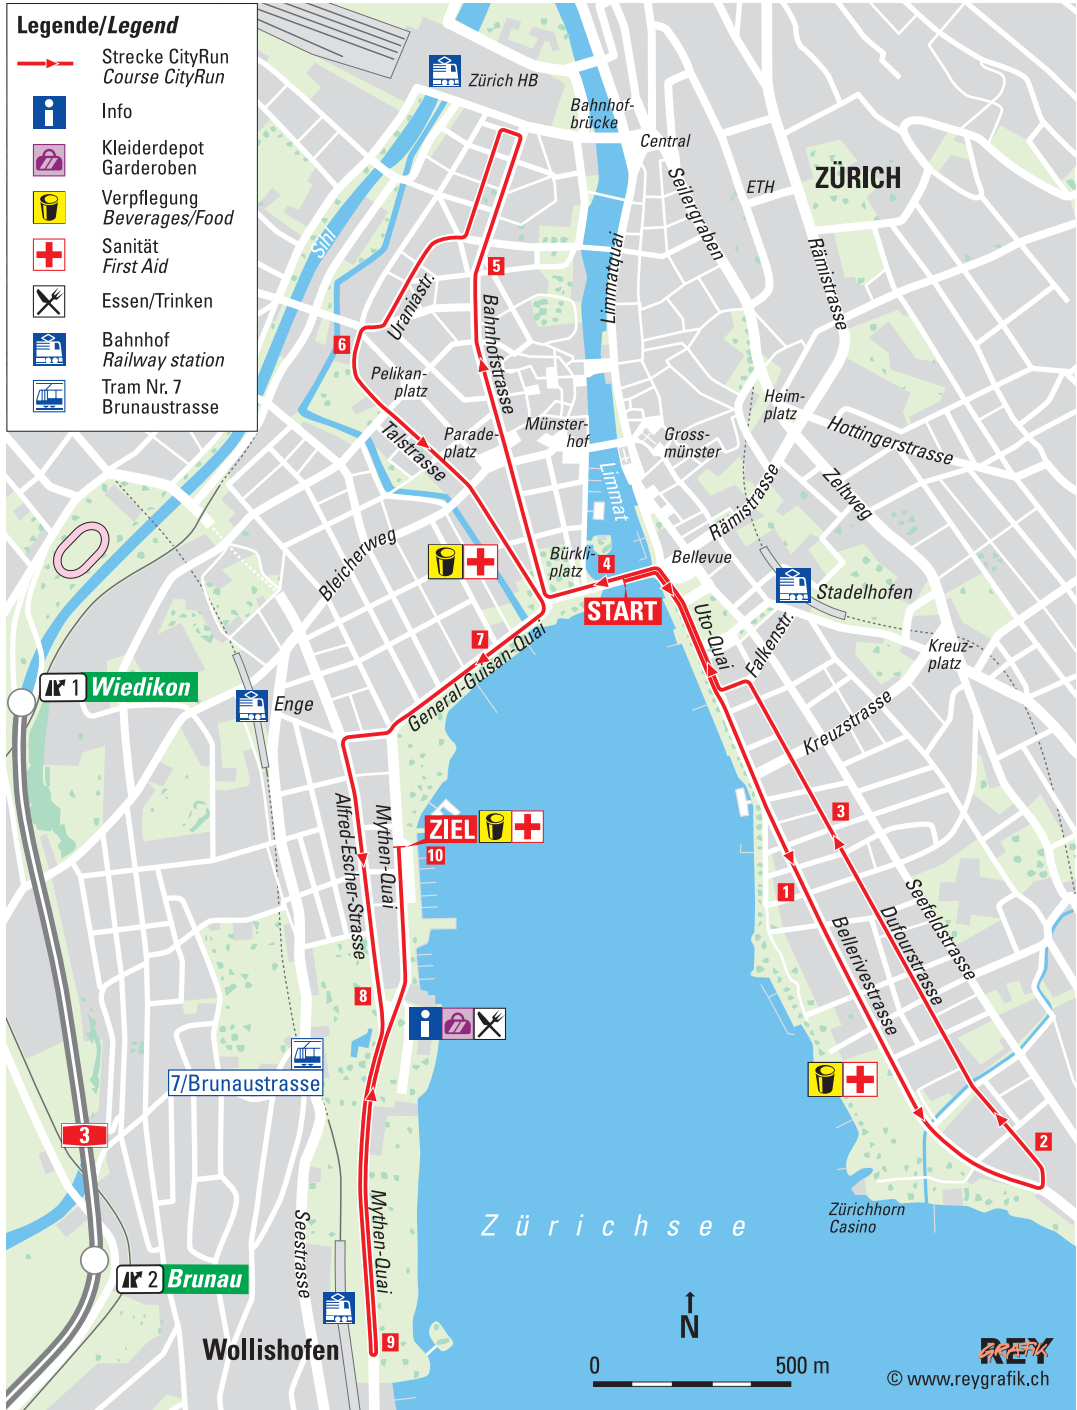 Legende/Legend
Strecke CityRun
Course CityRun
Info
Kleiderdepot
Garderoben
Verpflegung
Beverages/Food
Sanität
First Aid
Essen/Trinken
Bahnhof
Railway station
Tram Nr. 7
Brunaustrasse
Zürich HB
Bahnhof-
brücke
Central
ETH
ZÜRICH
Seilergraben
Rämistrasse
Sihl
Limmatquai
5
Uraniastr.
Bahnhofstrasse
6
Pelikan-
platz
Heim-
platz
Hottingerstrasse
Münster-
hof
Parade-
platz
Gross-
münster
Talstrasse
Zeltweg
Limmat
Rämistrasse
Bleicherweg
Bürkli-
platz
4
Bellevue
START
Stadelhofen
Uto-Quai
Falkenstr.
7
General-Guisan-Quai
Kreuz-
platz
1 Wiedikon
Enge
Kreuzstrasse
Alfred-Escher-Strasse
Mythen-Quai
ZIEL
10
3
1
Seefeldstrasse
Dufourstrasse
Bellerivestrasse
8
7/Brunaustrasse
3
2
Mythen-Quai
Seestrasse
Zürichhorn
Casino
Zürichsee
2 Brunau
N
Wollishofen
9
0 500 m
REY
GRAFIK
© www.reygrafik.ch